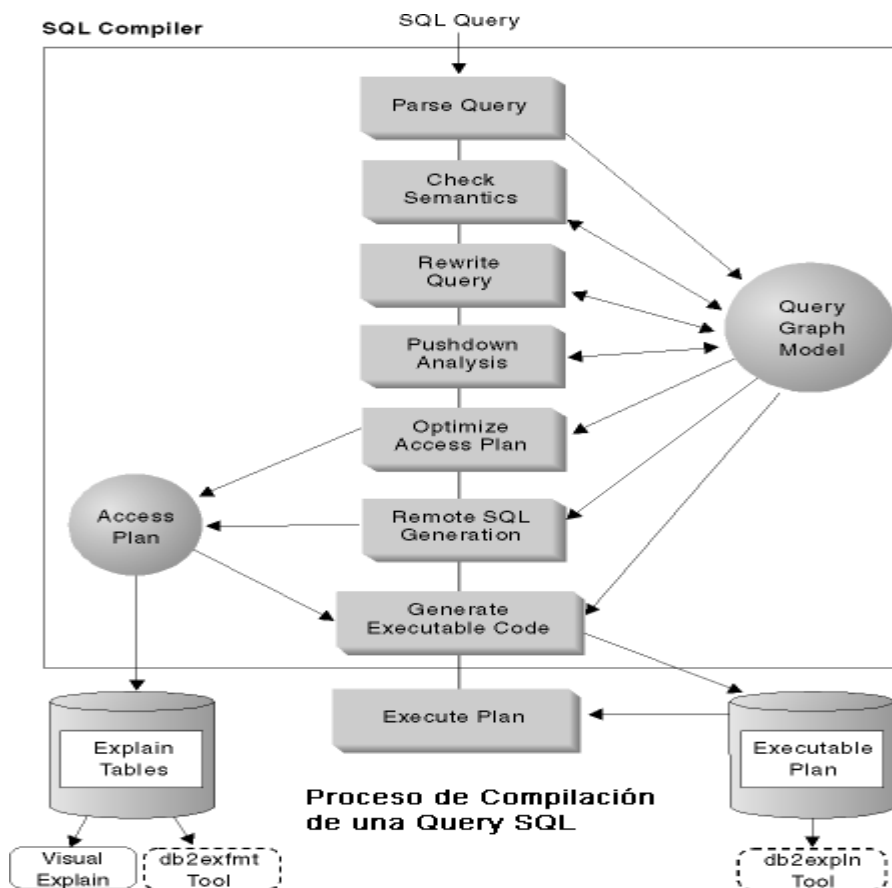 SQL Compiler
SQL Query
Parse Query
Check
Semantics
Rewrite
Query
Query
Graph
Model
Pushdown
Analysis
Optimize
Access Plan
Access
Plan
Remote SQL
Generation
Generate
Executable Code
Execute Plan
Explain
Tables
Executable
Plan
Proceso de Compilación
de una Query SQL
Visual
Explain
db2exfmt
Tool
db2expln
Tool